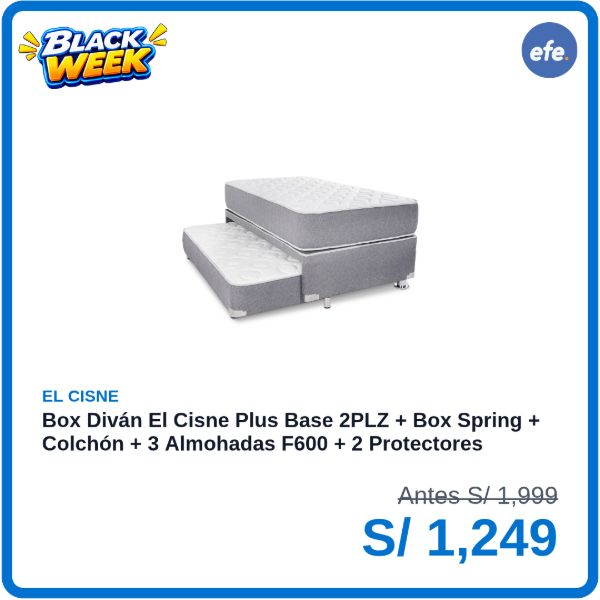 BLACK
WEEK
efe.
EL CISNE
Box Diván El Cisne Plus Base 2PLZ + Box Spring +
Colchón + 3 Almohadas F600 + 2 Protectores
Antes S/ 1,999
S/ 1,249